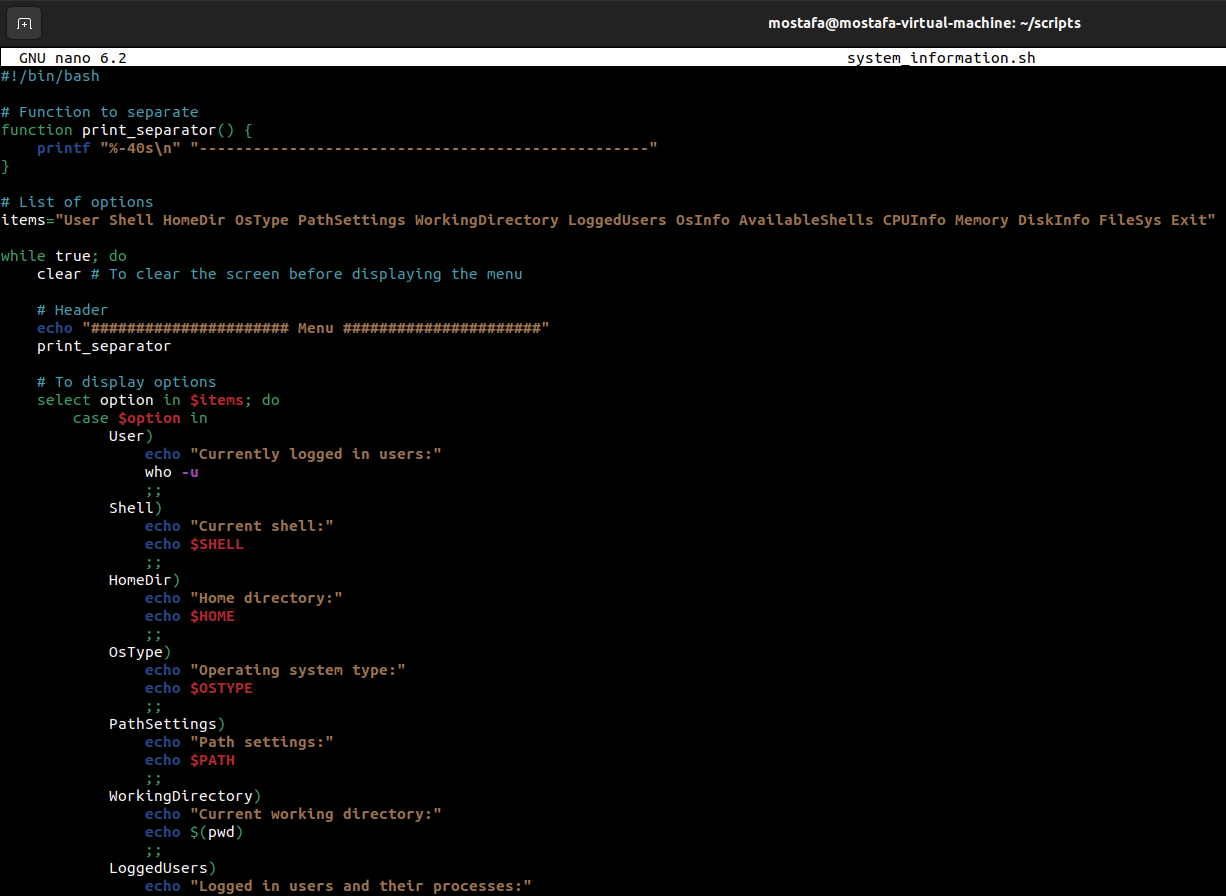 mostafa@mostafa-virtual-machine: ~/scripts
GNU nano 6.2 system_information.sh
#!/bin/bash

# Function to separate
function print_separator() {
    printf "%-40s\n" "--------------------------------------------------"
}

# List of options
items="User Shell HomeDir OsType PathSettings WorkingDirectory LoggedUsers OsInfo AvailableShells CPUInfo Memory DiskInfo FileSys Exit"

while true; do
    clear # To clear the screen before displaying the menu

    # Header
    echo "###################### Menu ######################"
    print_separator

    # To display options
    select option in $items; do
        case $option in
            User)
                echo "Currently logged in users:"
                who -u
                ;;
            Shell)
                echo "Current shell:"
                echo $SHELL
                ;;
            HomeDir)
                echo "Home directory:"
                echo $HOME
                ;;
            OsType)
                echo "Operating system type:"
                echo $OSTYPE
                ;;
            PathSettings)
                echo "Path settings:"
                echo $PATH
                ;;
            WorkingDirectory)
                echo "Current working directory:"
                echo $(pwd)
                ;;
            LoggedUsers)
                echo "Logged in users and their processes:"